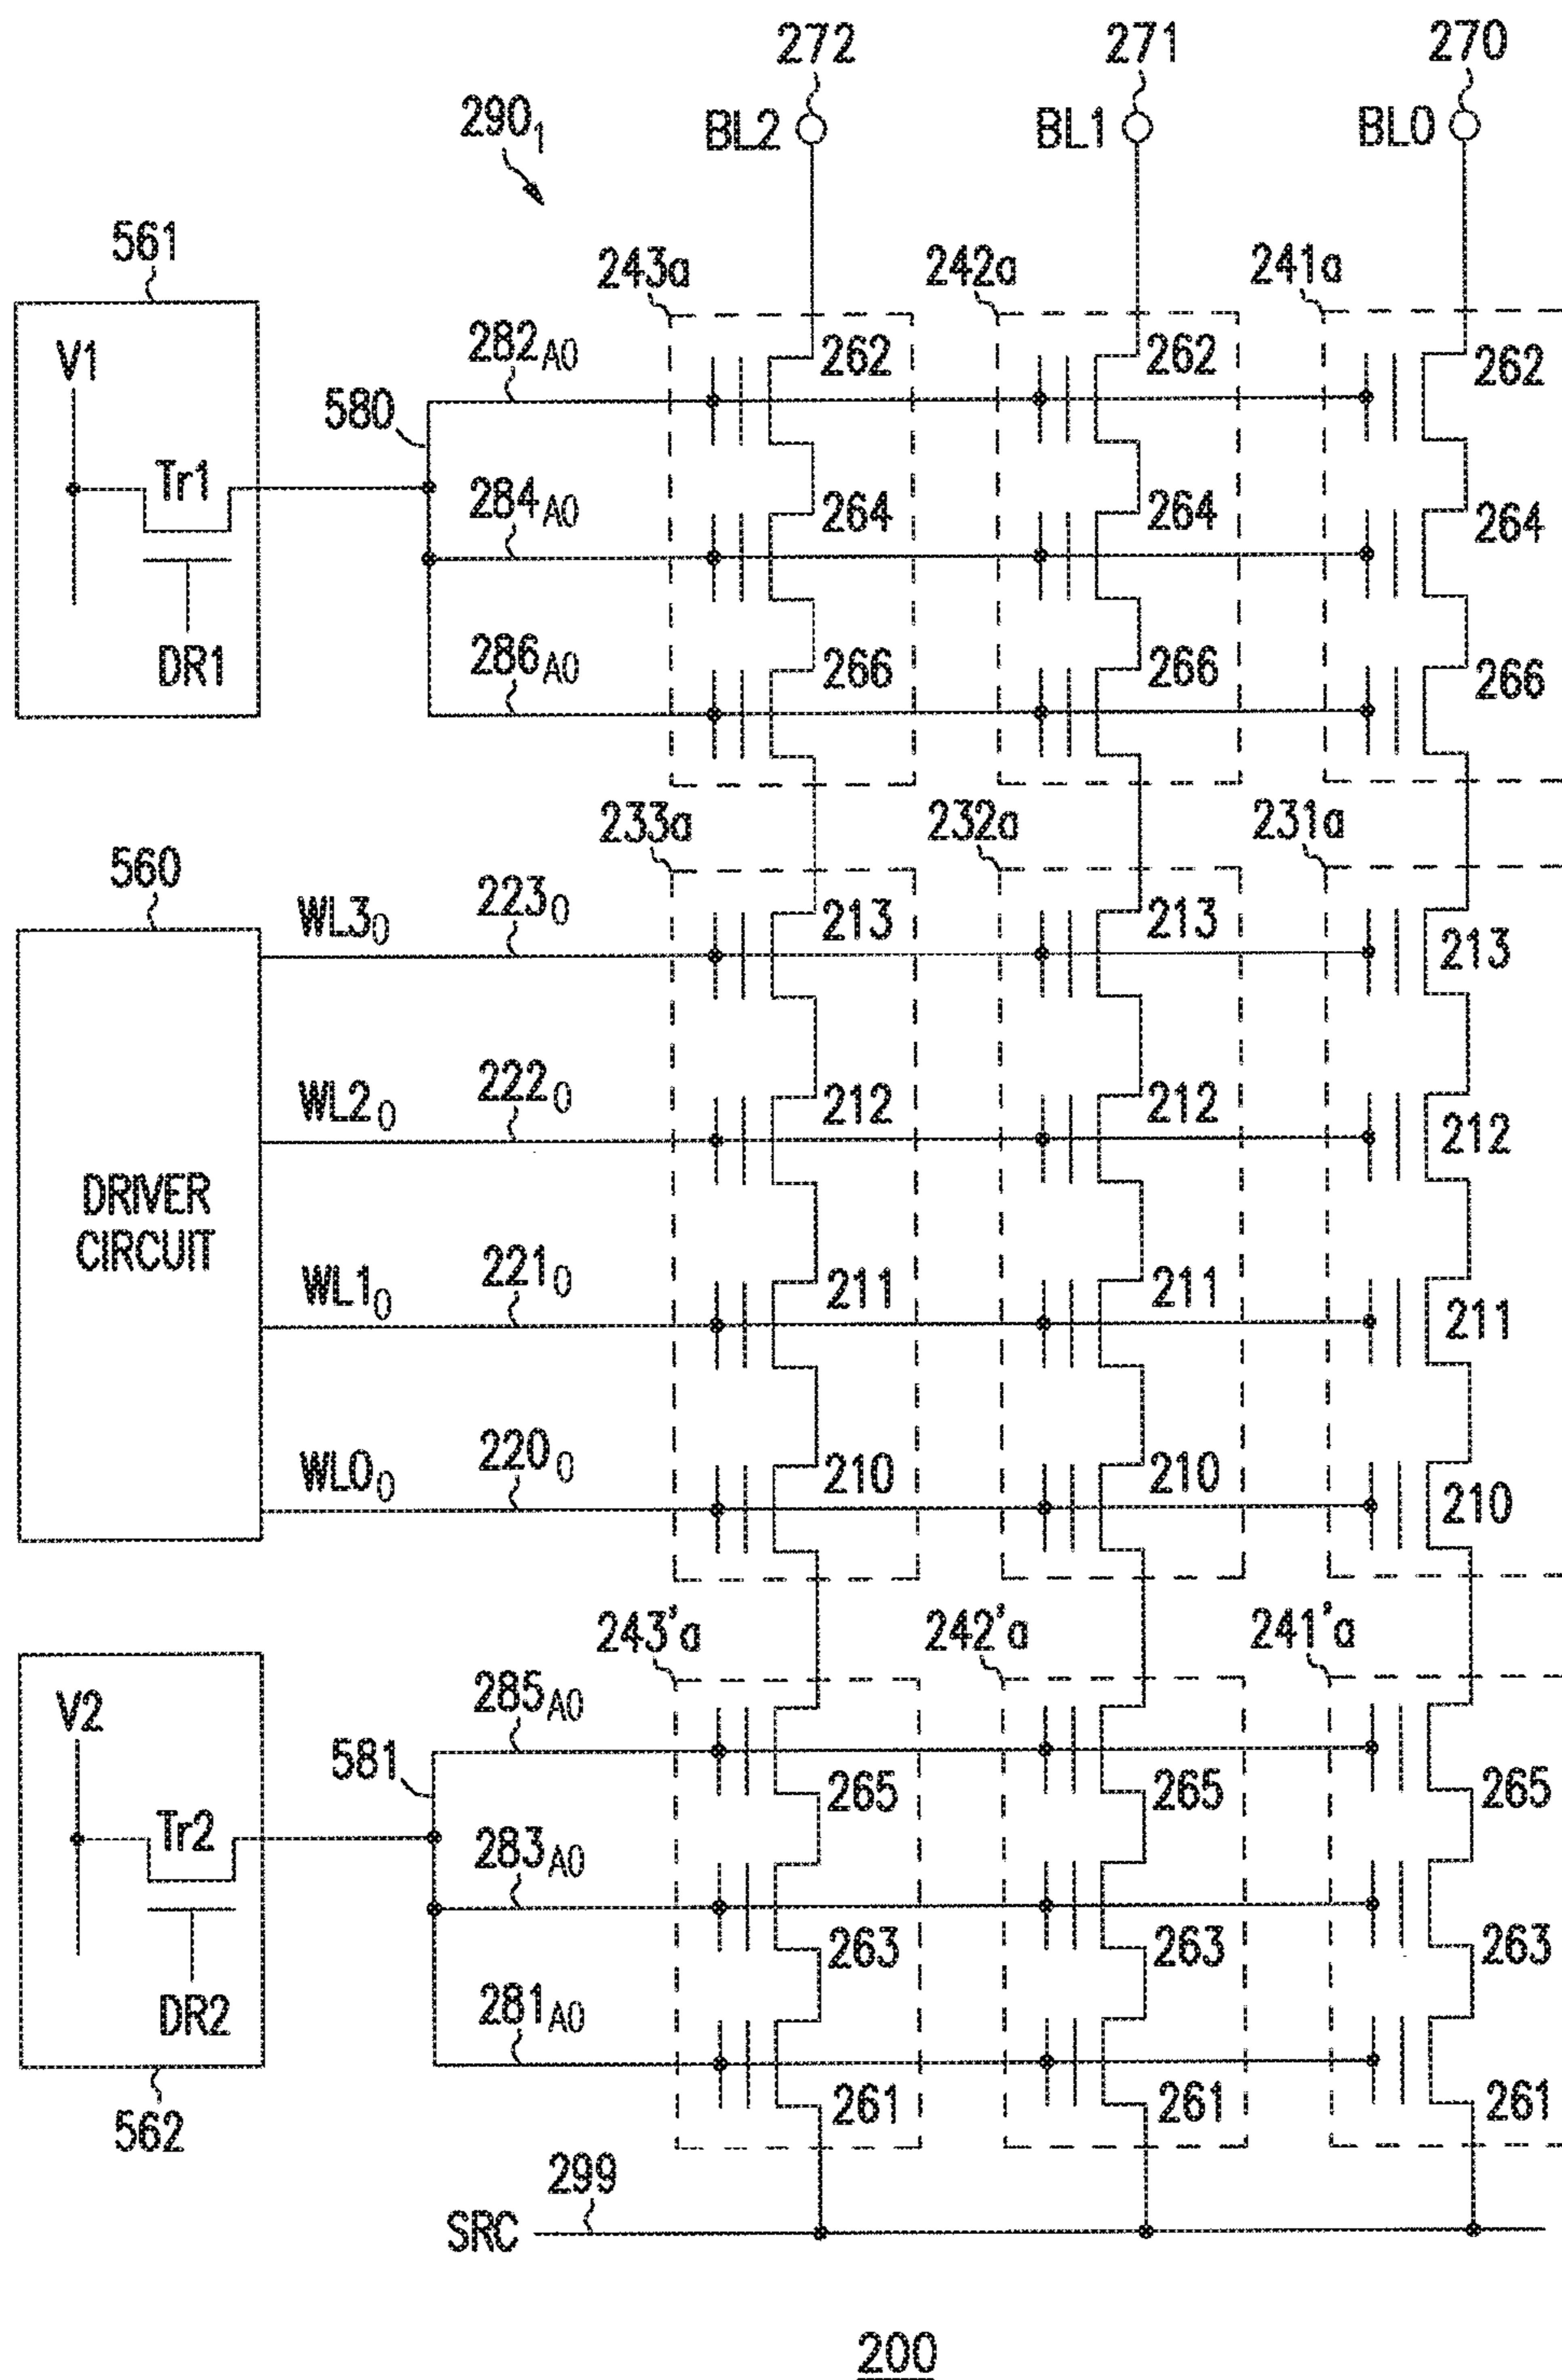 272 271 270
290₁ BL2 BL1 BL0
561 243a 242a 241a
V1 282A0 262 262 262
580
Tr1 284A0 264 264 264
DR1 286A0 266 266 266
233a 232a 231a
560
WL3₀ 223₀ 213 213 213
WL2₀ 222₀ 212 212 212
DRIVER
CIRCUIT
WL1₀ 221₀ 211 211 211
WL0₀ 220₀ 210 210 210
243'a 242'a 241'a
V2 285A0
581 265 265 265
Tr2 283A0
263 263 263
DR2 281A0
562 261 261 261
299
SRC
200